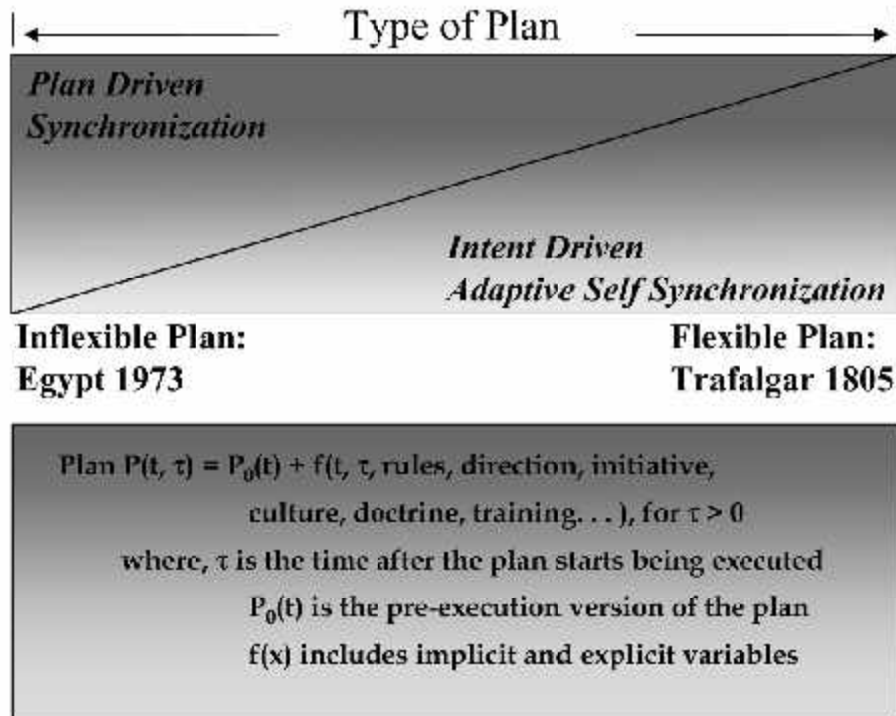 Type of Plan
Plan Driven
Synchronization
Intent Driven
Adaptive Self Synchronization
Inflexible Plan:
Egypt 1973
Flexible Plan:
Trafalgar 1805
Plan P(t, τ) = P₀(t) + f(t, τ, rules, direction, initiative,
culture, doctrine, training. . . ), for τ > 0
where, τ is the time after the plan starts being executed
P₀(t) is the pre-execution version of the plan
f(x) includes implicit and explicit variables